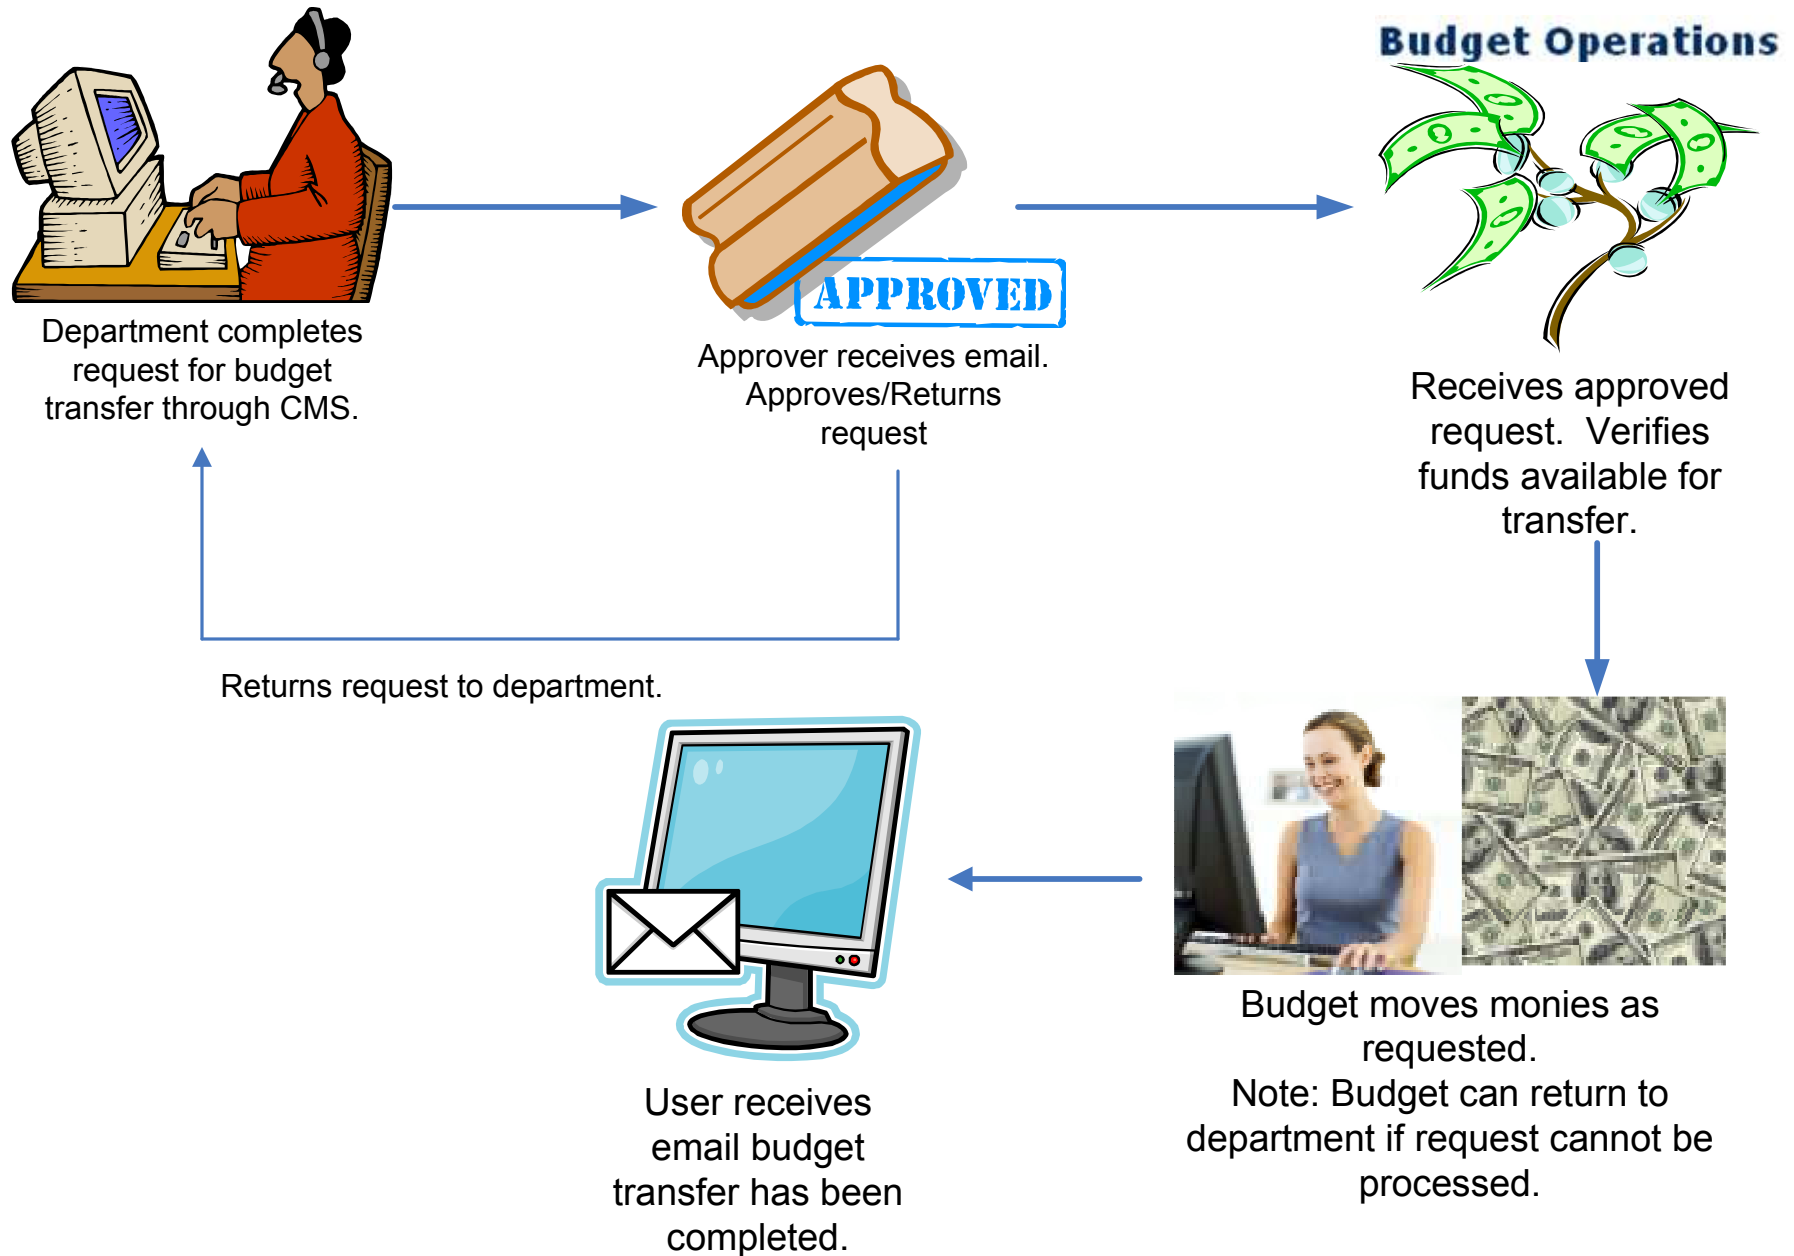 Budget Operations
APPROVED
Department completes
request for budget
transfer through CMS.
Approver receives email.
Approves/Returns
request
Receives approved
request.  Verifies
funds available for
transfer.
Returns request to department.
Budget moves monies as
requested.
Note: Budget can return to
department if request cannot be
processed.
User receives
email budget
transfer has been
completed.